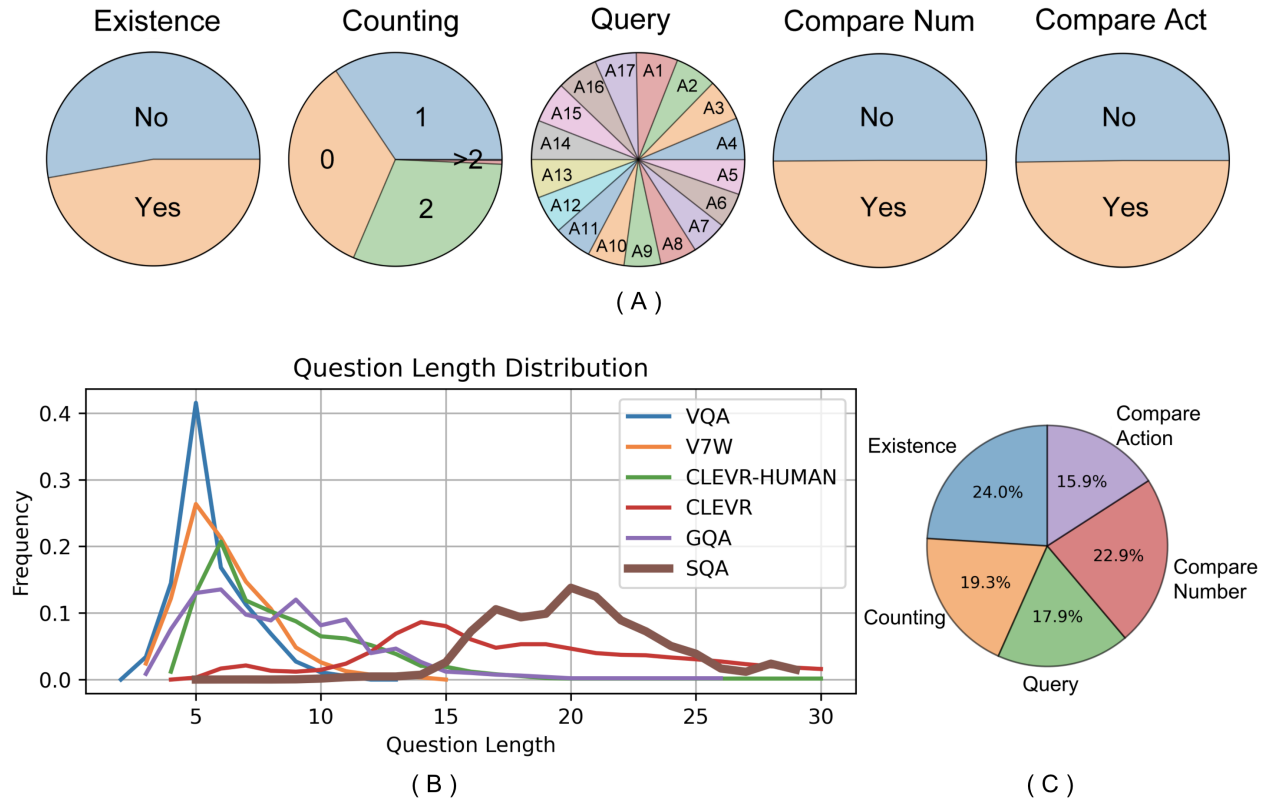 Existence
Counting
Query
Compare Num
Compare Act
No
Yes
1
0
>2
2
A17
A1
A16
A2
A15
A3
A14
A4
A13
A5
A12
A6
A11
A7
A10
A9
A8
No
Yes
No
Yes
( A )
Question Length Distribution
Frequency
0.4
0.3
0.2
0.1
0.0
VQA
V7W
CLEVR-HUMAN
CLEVR
GQA
SQA
5
10
15
20
25
30
Question Length
( B )
Existence
Compare
Action
24.0%
15.9%
22.9%
Compare
Number
19.3%
Counting
17.9%
Query
( C )